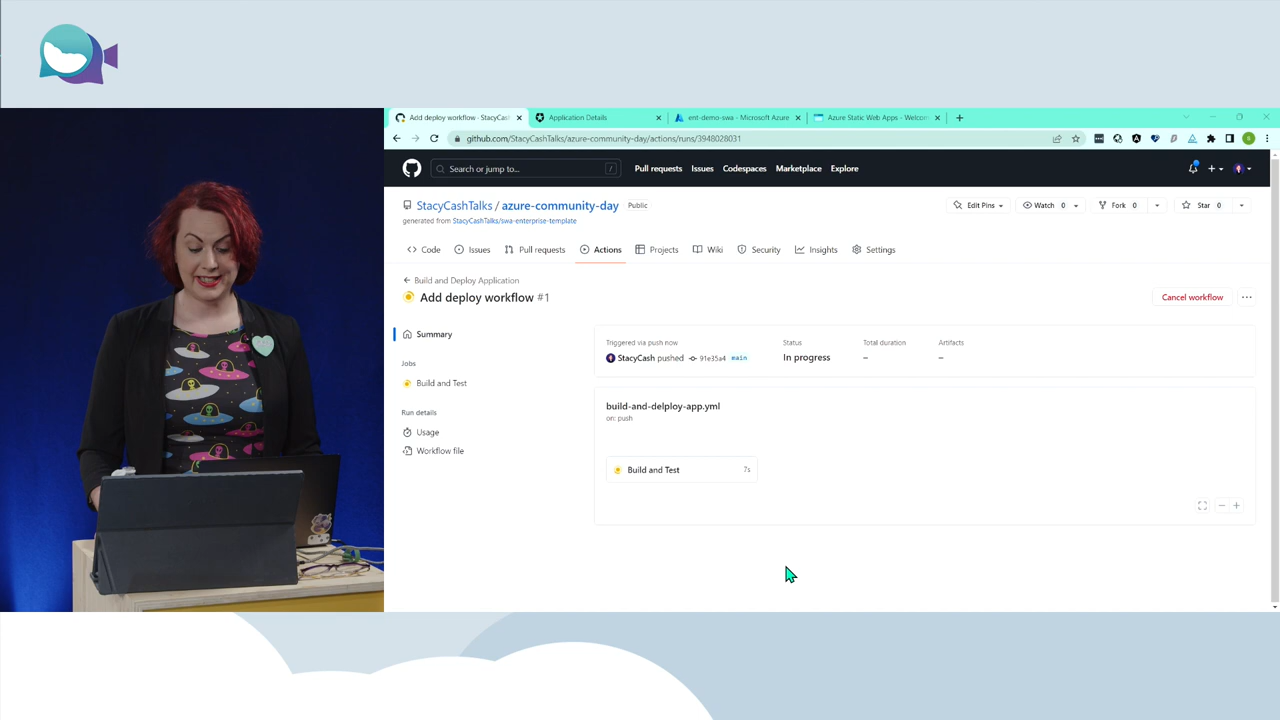 Add deploy workflow · StacyCash
Application Details
ent-demo-swa - Microsoft Azure
Azure Static Web Apps - Welcom
github.com/StacyCashTalks/azure-community-day/actions/runs/3948028031
Search or jump to...
/
Pull requests
Issues
Codespaces
Marketplace
Explore
StacyCashTalks / azure-community-day
Public
generated from StacyCashTalks/swa-enterprise-template
Edit Pins
Watch 0
Fork 0
Star 0
Code
Issues
Pull requests
Actions
Projects
Wiki
Security
Insights
Settings
Build and Deploy Application
Add deploy workflow #1
Cancel workflow
Summary
Jobs
Build and Test
Run details
Usage
Workflow file
Triggered via push now
StacyCash pushed 91e35a4 main
Status
In progress
Total duration
–
Artifacts
–
build-and-delploy-app.yml
on: push
Build and Test 7s